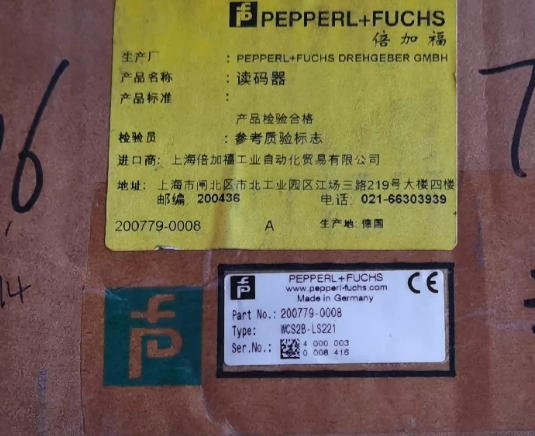 PEPPERL+FUCHS
倍加福
生产厂 : PEPPERL+FUCHS DREHGEBER GMBH
产品名称 : 读码器
产品标准 :
产品检验合格
检验员 : 参考质验标志
进口商: 上海倍加福工业自动化贸易有限公司
地址: 上海市闸北区市北工业园区江场三路219号大楼四楼
邮编 200436 电话: 021-66303939
200779-0008 A 生产地: 德国
PEPPERL+FUCHS
www.pepperl-fuchs.com
Made in Germany
CE
Part No.: 200779-0008
Type: WCS2B-LS221
Ser.No.: 4 000 003
0 008 416
16
14